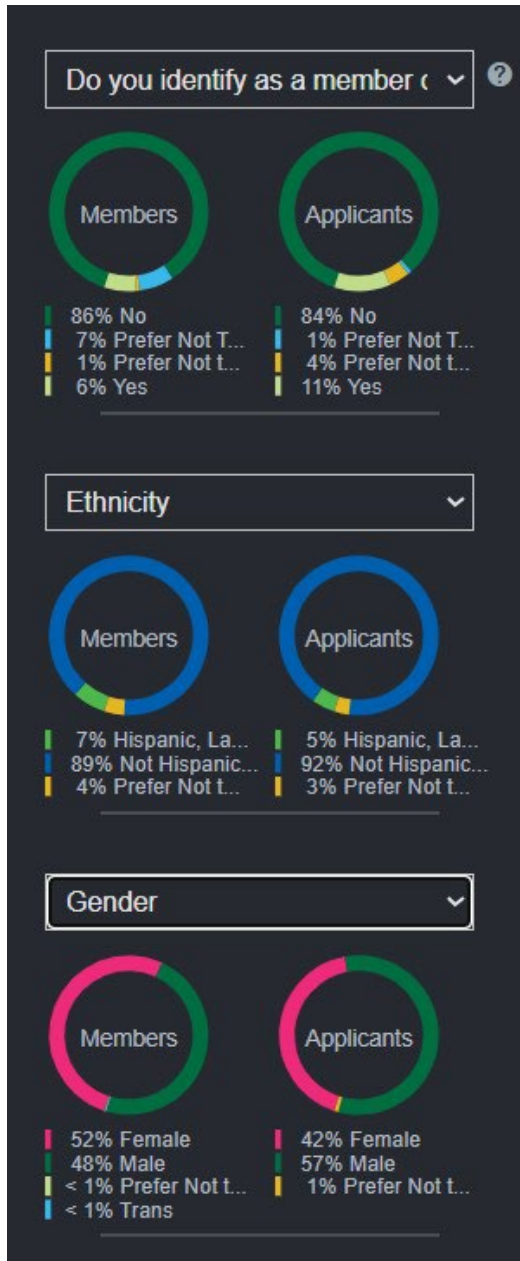 Do you identify as a member c
?
Members
Applicants
86% No
7% Prefer Not T...
1% Prefer Not t...
6% Yes
84% No
1% Prefer Not T...
4% Prefer Not t...
11% Yes
Ethnicity
Members
Applicants
7% Hispanic, La...
89% Not Hispanic...
4% Prefer Not t...
5% Hispanic, La...
92% Not Hispanic...
3% Prefer Not t...
Gender
Members
Applicants
52% Female
48% Male
< 1% Prefer Not t...
< 1% Trans
42% Female
57% Male
1% Prefer Not t...